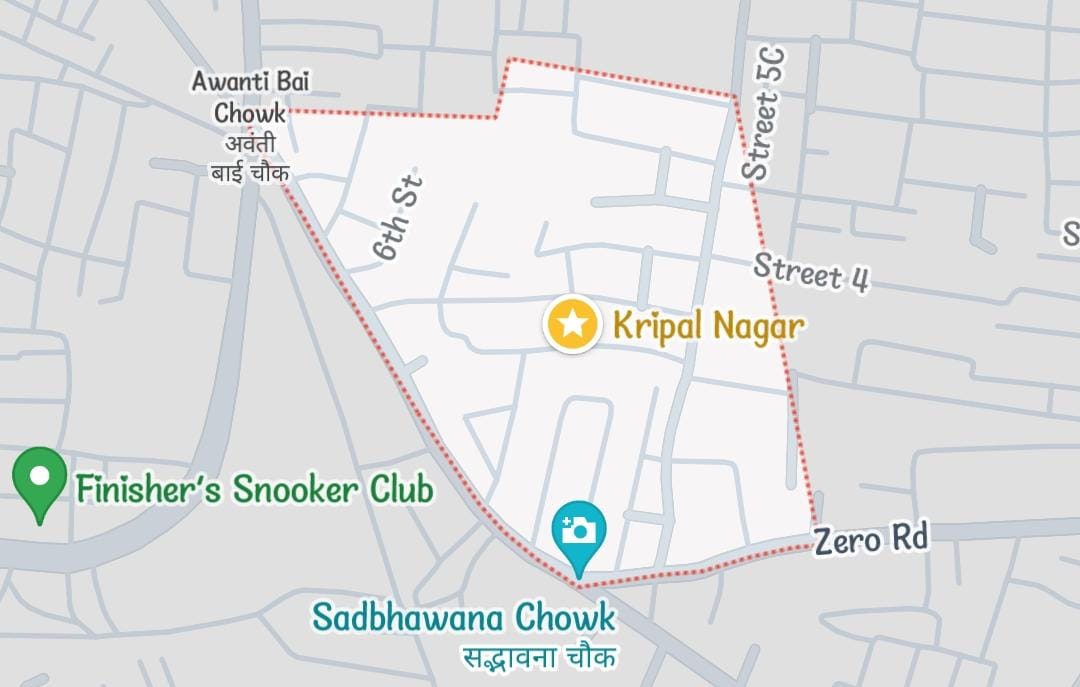 Awanti Bai
Chowk
अवंती
बाई चौक
Street 5C
6th St
Street 4
S
Kripal Nagar
Finisher's Snooker Club
Zero Rd
Sadbhawana Chowk
सद्भावना चौक